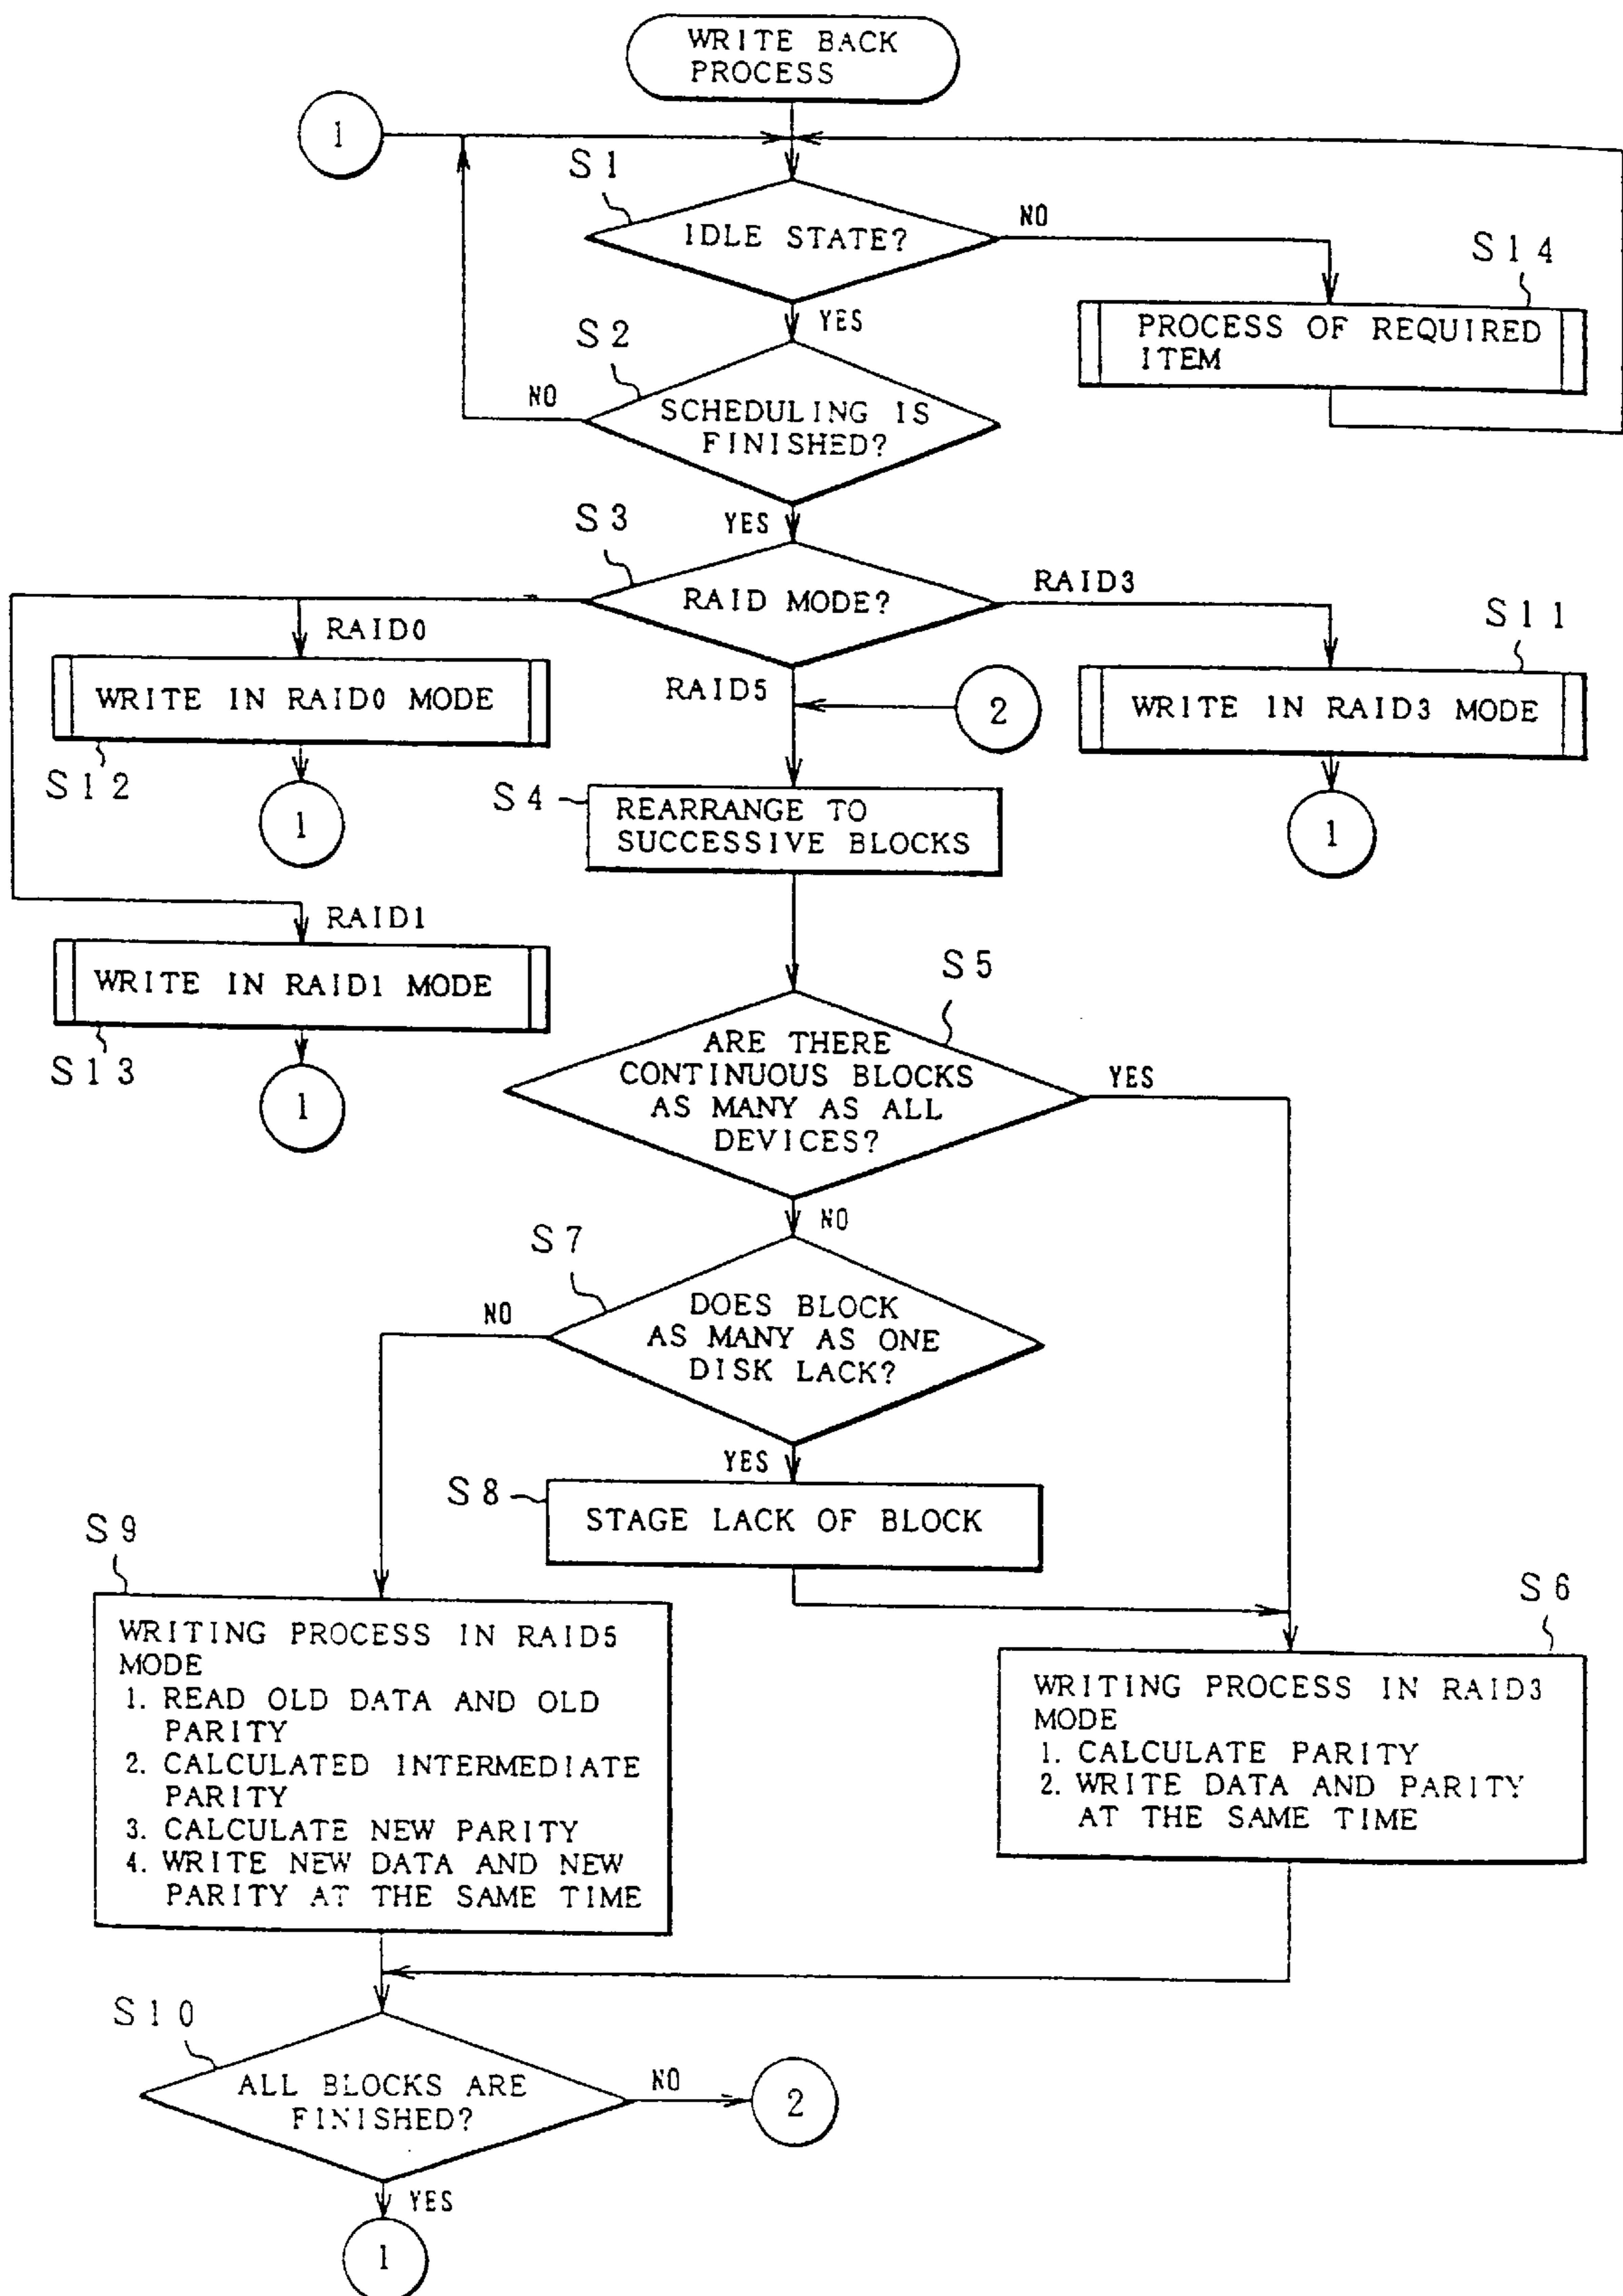 WRITE BACK
PROCESS
1
S1
IDLE STATE?
NO
S14
PROCESS OF REQUIRED
ITEM
YES
S2
NO
SCHEDULING IS
FINISHED?
YES
S3
RAID MODE?
RAID3
S11
RAID0
WRITE IN RAID0 MODE
S12
1
RAID5
2
WRITE IN RAID3 MODE
1
S4
REARRANGE TO
SUCCESSIVE BLOCKS
RAID1
WRITE IN RAID1 MODE
S13
1
S5
ARE THERE
CONTINUOUS BLOCKS
AS MANY AS ALL
DEVICES?
YES
NO
S7
NO
DOES BLOCK
AS MANY AS ONE
DISK LACK?
YES
S8
STAGE LACK OF BLOCK
S9
WRITING PROCESS IN RAID5
MODE
1. READ OLD DATA AND OLD
PARITY
2. CALCULATED INTERMEDIATE
PARITY
3. CALCULATE NEW PARITY
4. WRITE NEW DATA AND NEW
PARITY AT THE SAME TIME
S6
WRITING PROCESS IN RAID3
MODE
1. CALCULATE PARITY
2. WRITE DATA AND PARITY
AT THE SAME TIME
S10
ALL BLOCKS ARE
FINISHED?
NO
2
YES
1